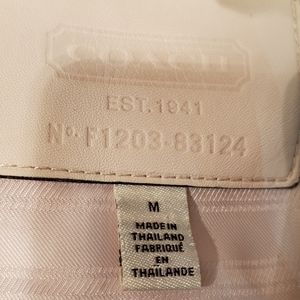 COACH
EST. 1941
Nº. F1203-83124
M
MADE IN
THAILAND
FABRIQUÉ
EN
THAÏLANDE